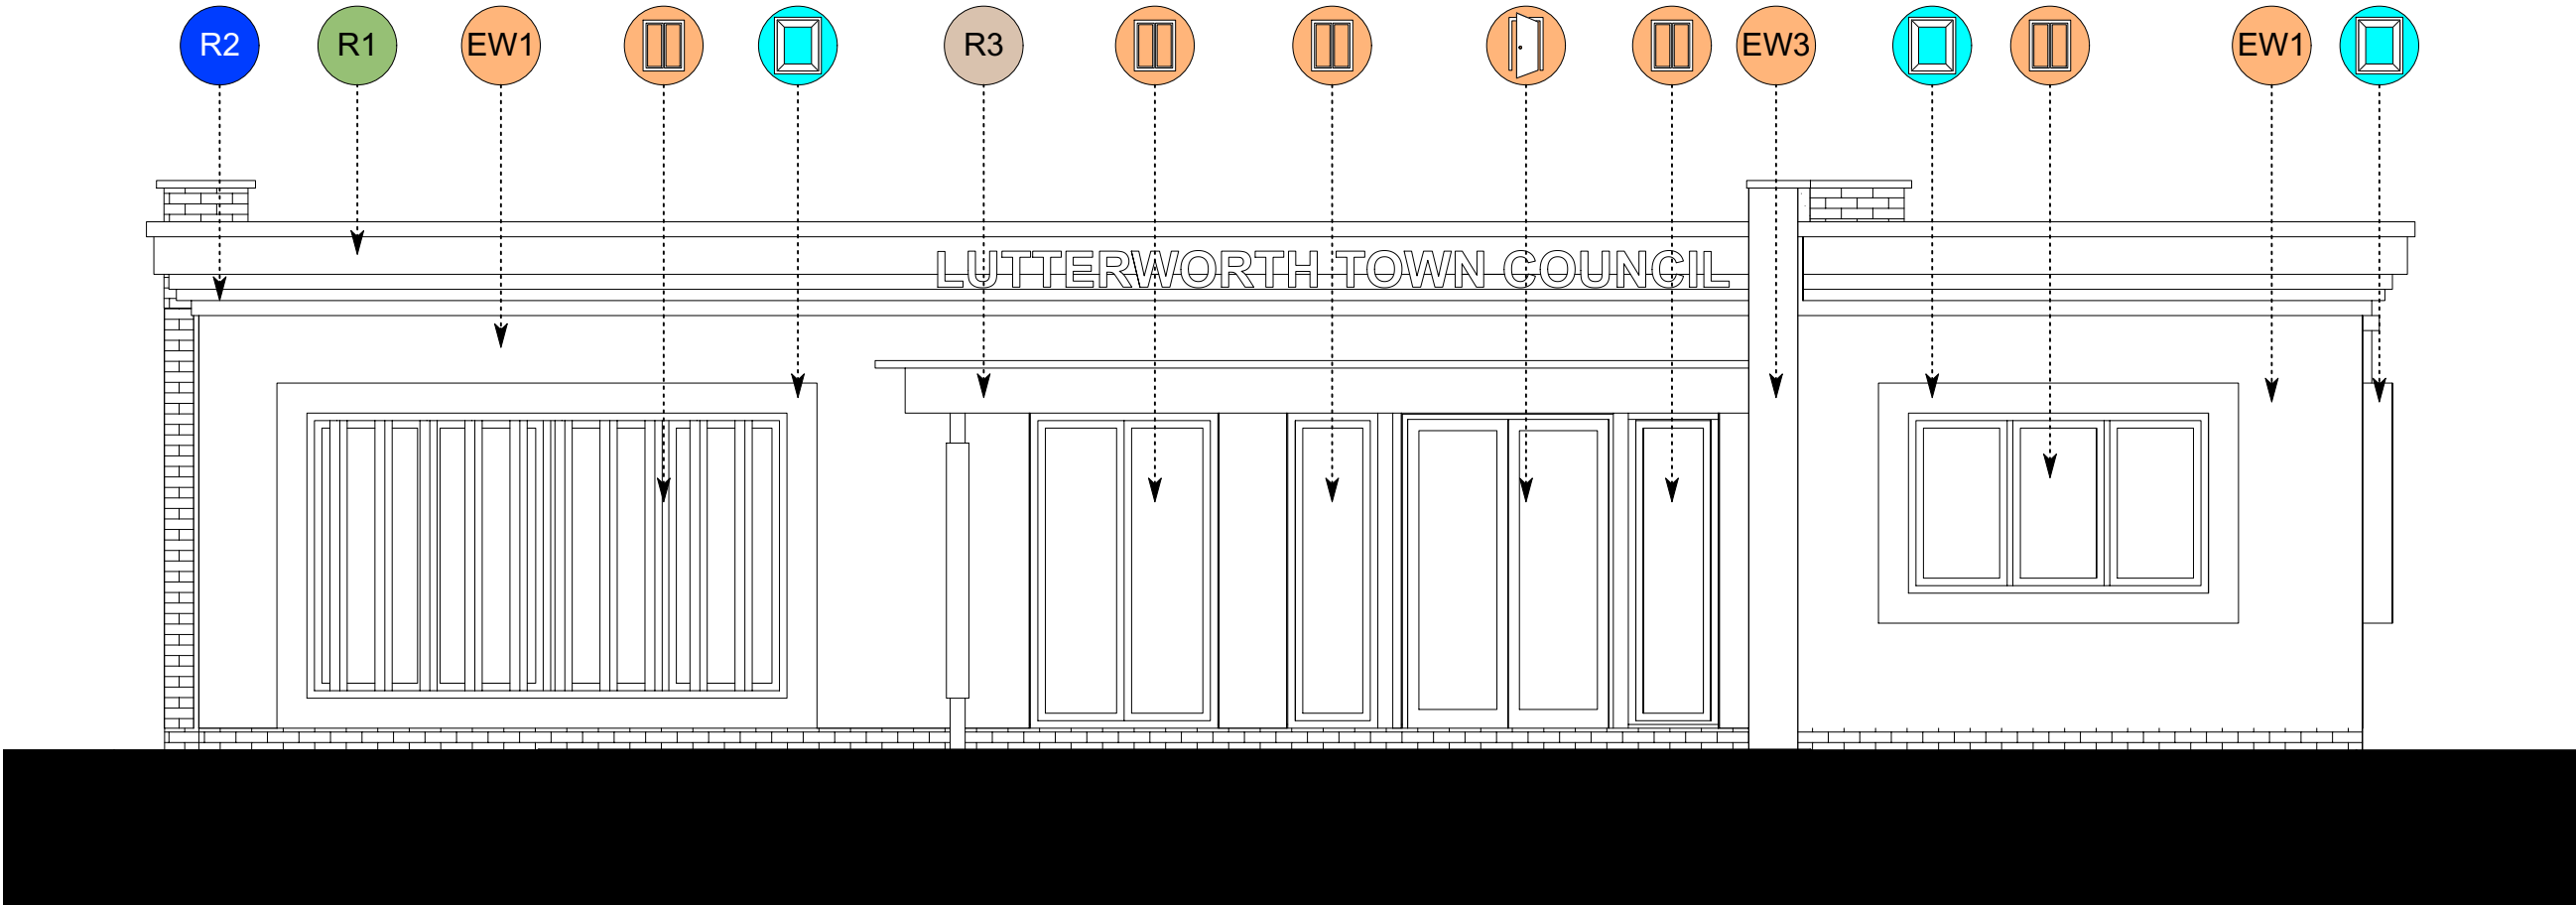 R2 R1 EW1 R3 EW3 EW1
LUTTERWORTH TOWN COUNCIL